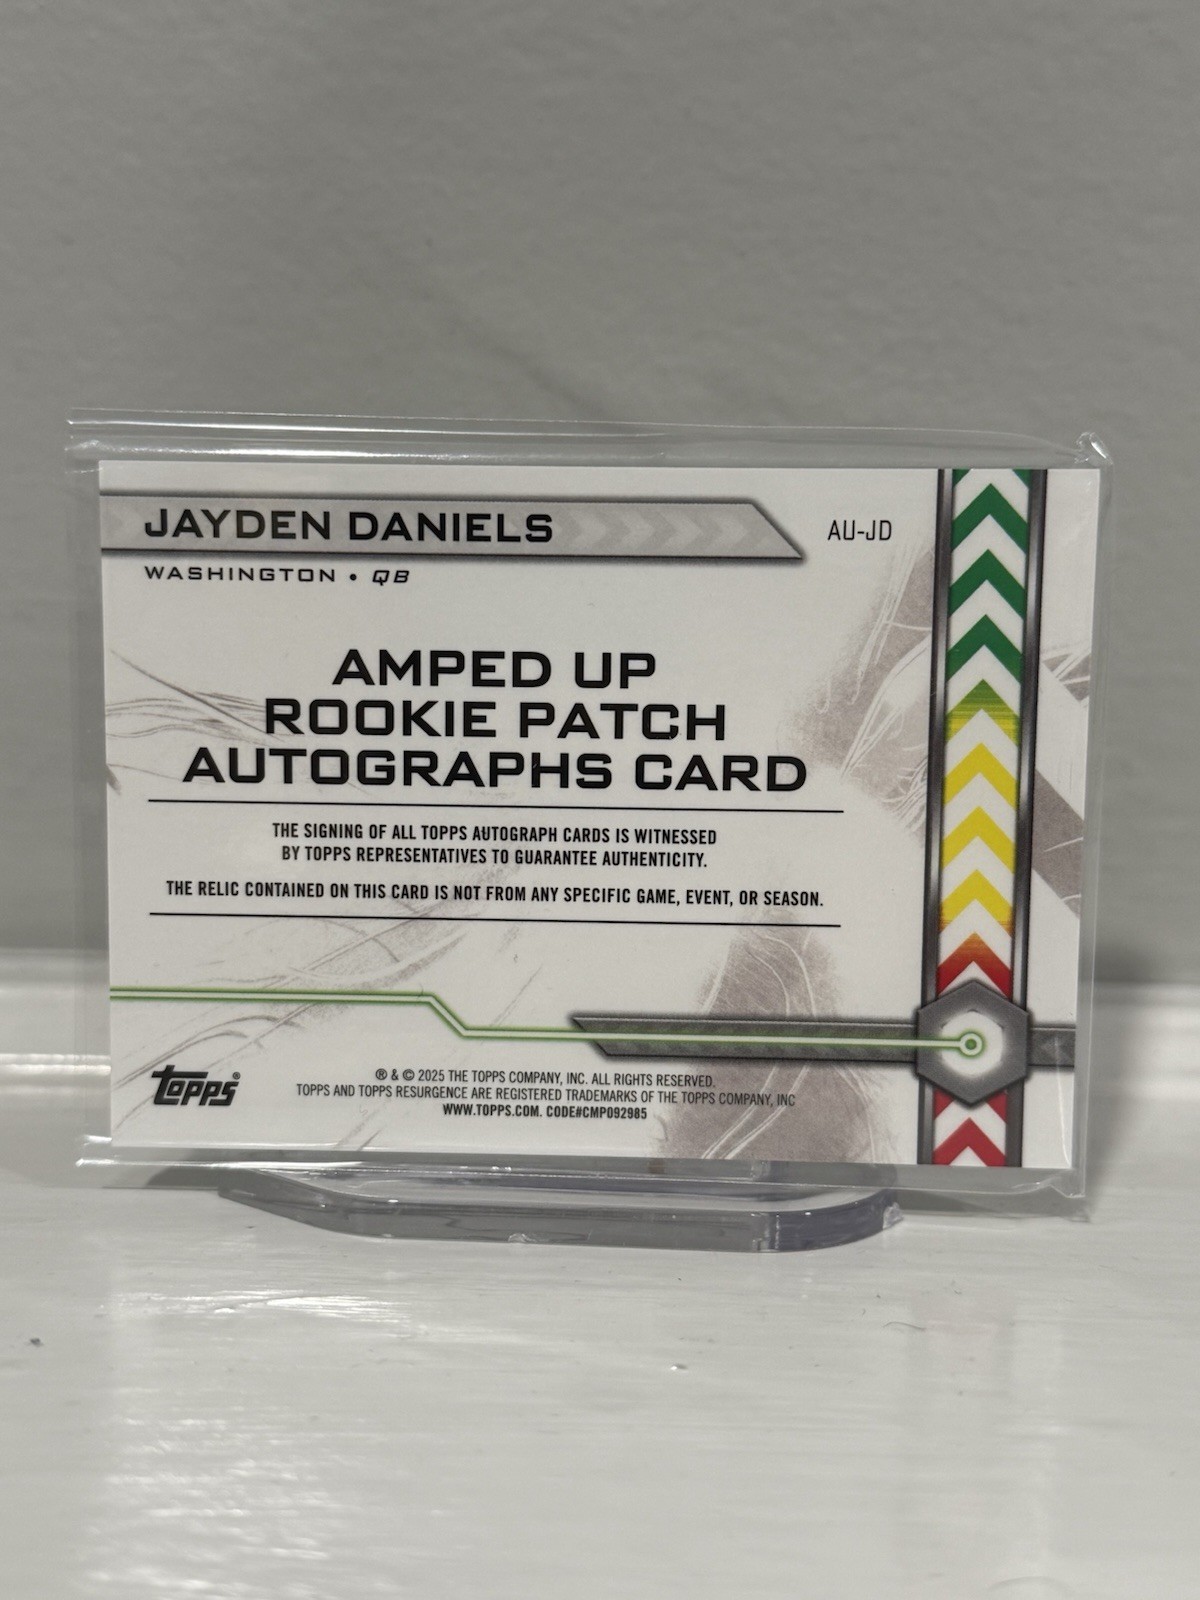 JAYDEN DANIELS
AU-JD
WASHINGTON • QB
AMPED UP
ROOKIE PATCH
AUTOGRAPHS CARD
THE SIGNING OF ALL TOPPS AUTOGRAPH CARDS IS WITNESSED
BY TOPPS REPRESENTATIVES TO GUARANTEE AUTHENTICITY.
THE RELIC CONTAINED ON THIS CARD IS NOT FROM ANY SPECIFIC GAME, EVENT, OR SEASON.
topps®
® & © 2025 THE TOPPS COMPANY, INC. ALL RIGHTS RESERVED.
TOPPS AND TOPPS RESURGENCE ARE REGISTERED TRADEMARKS OF THE TOPPS COMPANY, INC
WWW.TOPPS.COM. CODE#CMP092985